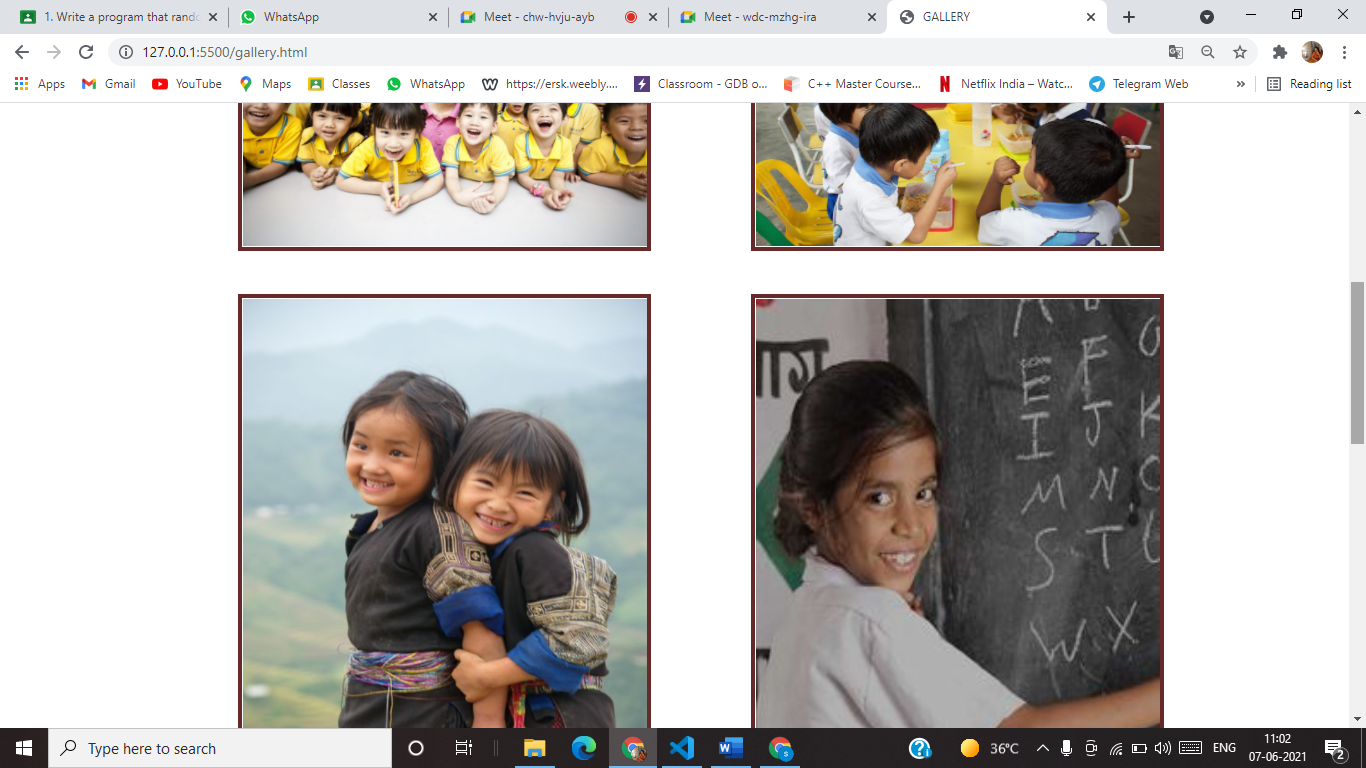 1. Write a program that rando
WhatsApp
Meet - chw-hvju-ayb
Meet - wdc-mzhg-ira
GALLERY
127.0.0.1:5500/gallery.html
Apps
Gmail
YouTube
Maps
Classes
WhatsApp
https://ersk.weebly....
Classroom - GDB o...
C++ Master Course...
Netflix India – Watc...
Telegram Web
»
Reading list
E F
I J K
M N O
S T U
W X
Type here to search
36°C
ENG
11:02
07-06-2021
2